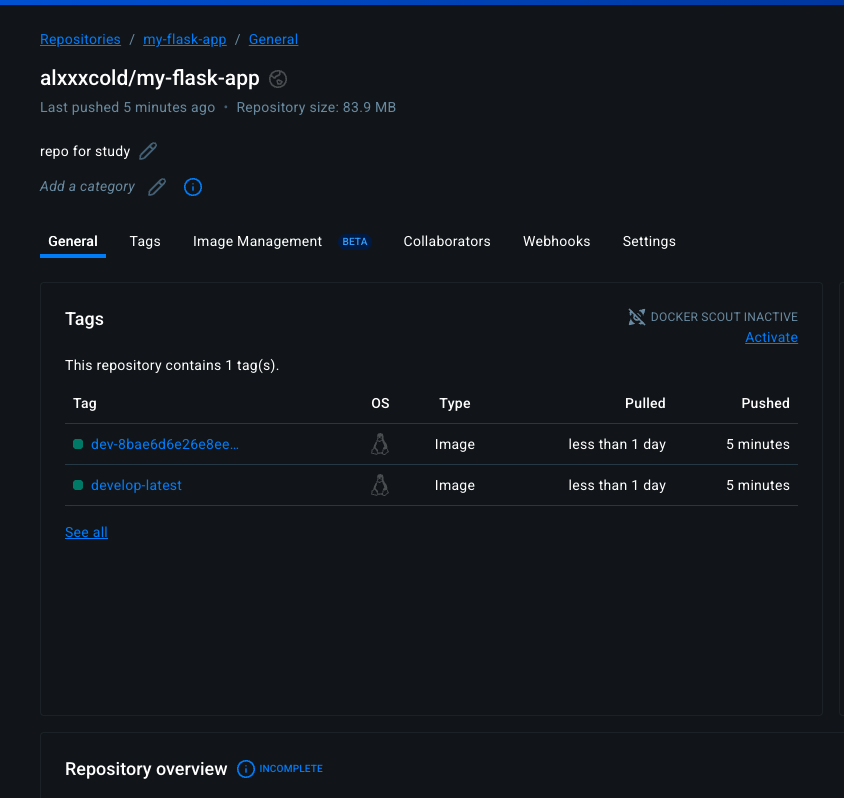 Repositories / my-flask-app / General
alxxxcold/my-flask-app
Last pushed 5 minutes ago • Repository size: 83.9 MB
repo for study
Add a category
General Tags Image Management BETA Collaborators Webhooks Settings
Tags
DOCKER SCOUT INACTIVE
Activate
This repository contains 1 tag(s).
Tag OS Type Pulled Pushed
dev-8bae6d6e26e8ee... Image less than 1 day 5 minutes
develop-latest Image less than 1 day 5 minutes
See all
Repository overview INCOMPLETE